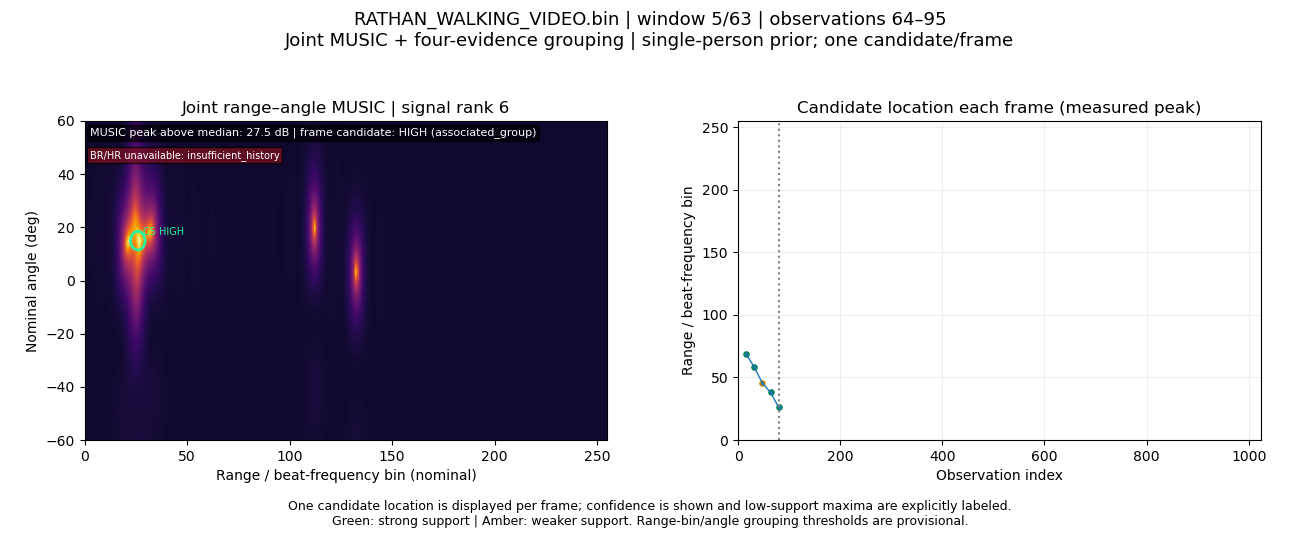 RATHAN_WALKING_VIDEO.bin | window 5/63 | observations 64–95
Joint MUSIC + four-evidence grouping | single-person prior; one candidate/frame
Joint range–angle MUSIC | signal rank 6
MUSIC peak above median: 27.5 dB | frame candidate: HIGH (associated_group)
BR/HR unavailable: insufficient_history
HIGH
60
40
20
0
−20
−40
−60
Nominal angle (deg)
0
50
100
150
200
250
Range / beat-frequency bin (nominal)
Candidate location each frame (measured peak)
250
200
150
100
50
0
Range / beat-frequency bin
0
200
400
600
800
1000
Observation index
One candidate location is displayed per frame; confidence is shown and low-support maxima are explicitly labeled.
Green: strong support | Amber: weaker support. Range-bin/angle grouping thresholds are provisional.